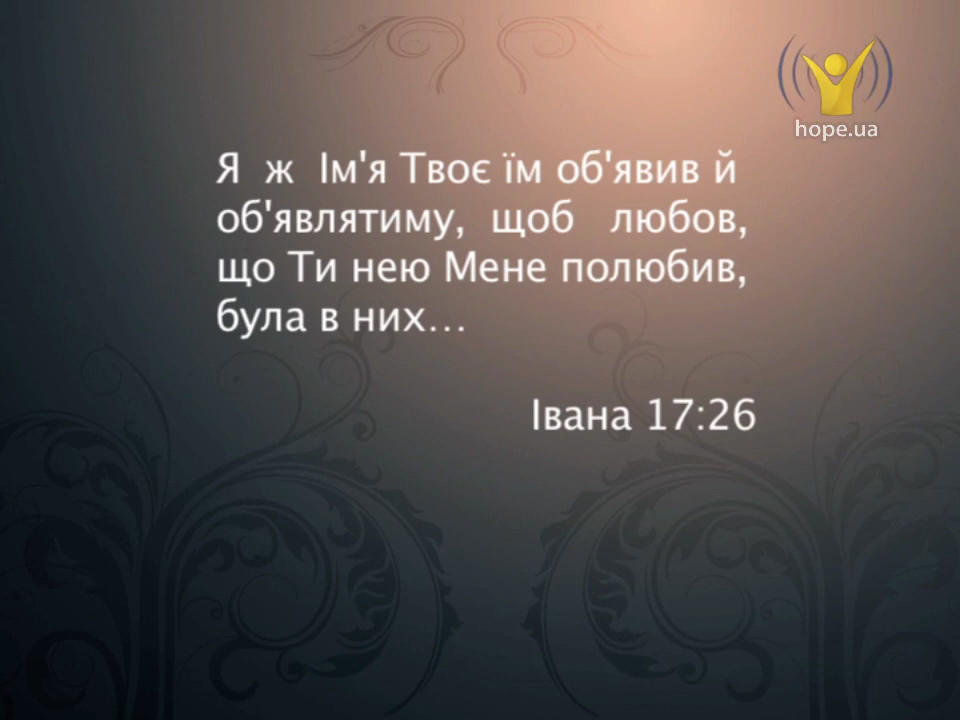 hope.ua
Я ж Ім'я Твоє їм об'явив й
об'являтиму, щоб любов,
що Ти нею Мене полюбив,
була в них...
Івана 17:26